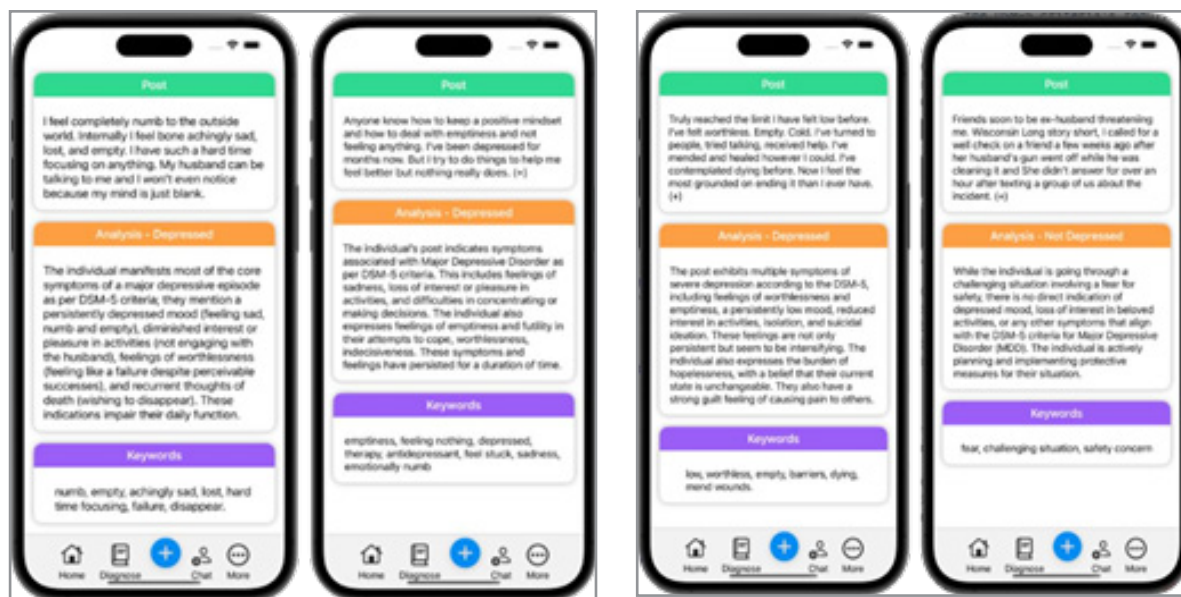 Post
I feel completely numb to the outside
world. Internally I feel bone achingly sad,
lost, and empty. I have such a hard time
focusing on anything. My husband can be
talking to me and I won't even notice
because my mind is just blank.
Analysis - Depressed
The individual manifests most of the core
symptoms of a major depressive episode
as per DSM-5 criteria; they mention a
persistently depressed mood (feeling sad,
numb and empty), diminished interest or
pleasure in activities (not engaging with
the husband), feelings of worthlessness
(feeling like a failure despite perceivable
successes), and recurrent thoughts of
death (wishing to disappear). These
indications impair their daily function.
Keywords
numb, empty, achingly sad, lost, hard
time focusing, failure, disappear.
Home
Diagnose
Chat
More
Post
Anyone know how to keep a positive mindset
and how to deal with emptiness and not
feeling anything. I've been depressed for
months now. But I try to do things to help me
feel better but nothing really does.
Analysis - Depressed
The individual's post indicates symptoms
associated with Major Depressive Disorder as
per DSM-5 criteria. This includes feelings of
sadness, loss of interest or pleasure in
activities, and difficulties in concentrating or
making decisions. The individual also
expresses feelings of emptiness and futility in
their attempts to cope, worthlessness,
indecisiveness. These symptoms and
feelings have persisted for a duration of time.
Keywords
emptiness, feeling nothing, depressed,
therapy, antidepressant, feel stuck, sadness,
emotionally numb
Home
Diagnose
Chat
More
Post
Truly reached the limit I have felt low before.
I've felt worthless. Empty. Cold. I've turned to
people, tried talking, received help. I've
mended and healed however I could. I've
contemplated dying before. Now I feel the
most grounded on ending it than I ever have.
(+)
Analysis - Depressed
The post exhibits multiple symptoms of
severe depression according to the DSM-5,
including feelings of worthlessness and
emptiness, a persistently low mood, reduced
interest in activities, isolation, and suicidal
ideation. These feelings are not only
persistent but seem to be intensifying. The
individual also expresses the burden of
hopelessness, with a belief that their current
state is unchangeable. They also have a
strong guilt feeling of causing pain to others.
Keywords
low, worthless, empty, barriers, dying,
mend wounds.
Home
Diagnose
Chat
More
Post
Friends soon to be ex-husband threatening
me. Wisconsin Long story short, I called for a
well check on a friend a few weeks ago after
her husband's gun went off while he was
cleaning it and She didn't answer for over an
hour after texting a group of us about the
incident.
Analysis - Not Depressed
While the individual is going through a
challenging situation involving a fear for
safety, there is no direct indication of
depressed mood, loss of interest in beloved
activities, or any other symptoms that align
with the DSM-5 criteria for Major Depressive
Disorder (MDD). The individual is actively
planning and implementing protective
measures for their situation.
Keywords
fear, challenging situation, safety concern
Home
Diagnose
Chat
More